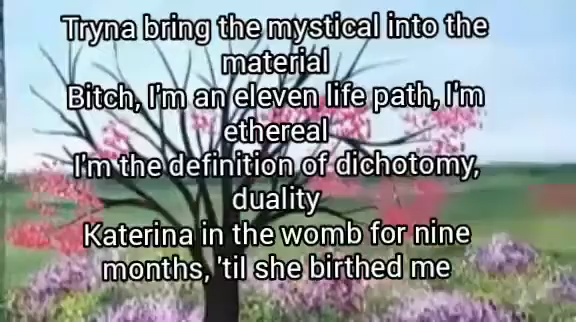 Tryna bring the mystical into the
material
Bitch, I'm an eleven life path, I'm
ethereal
I'm the definition of dichotomy,
duality
Katerina in the womb for nine
months, 'til she birthed me